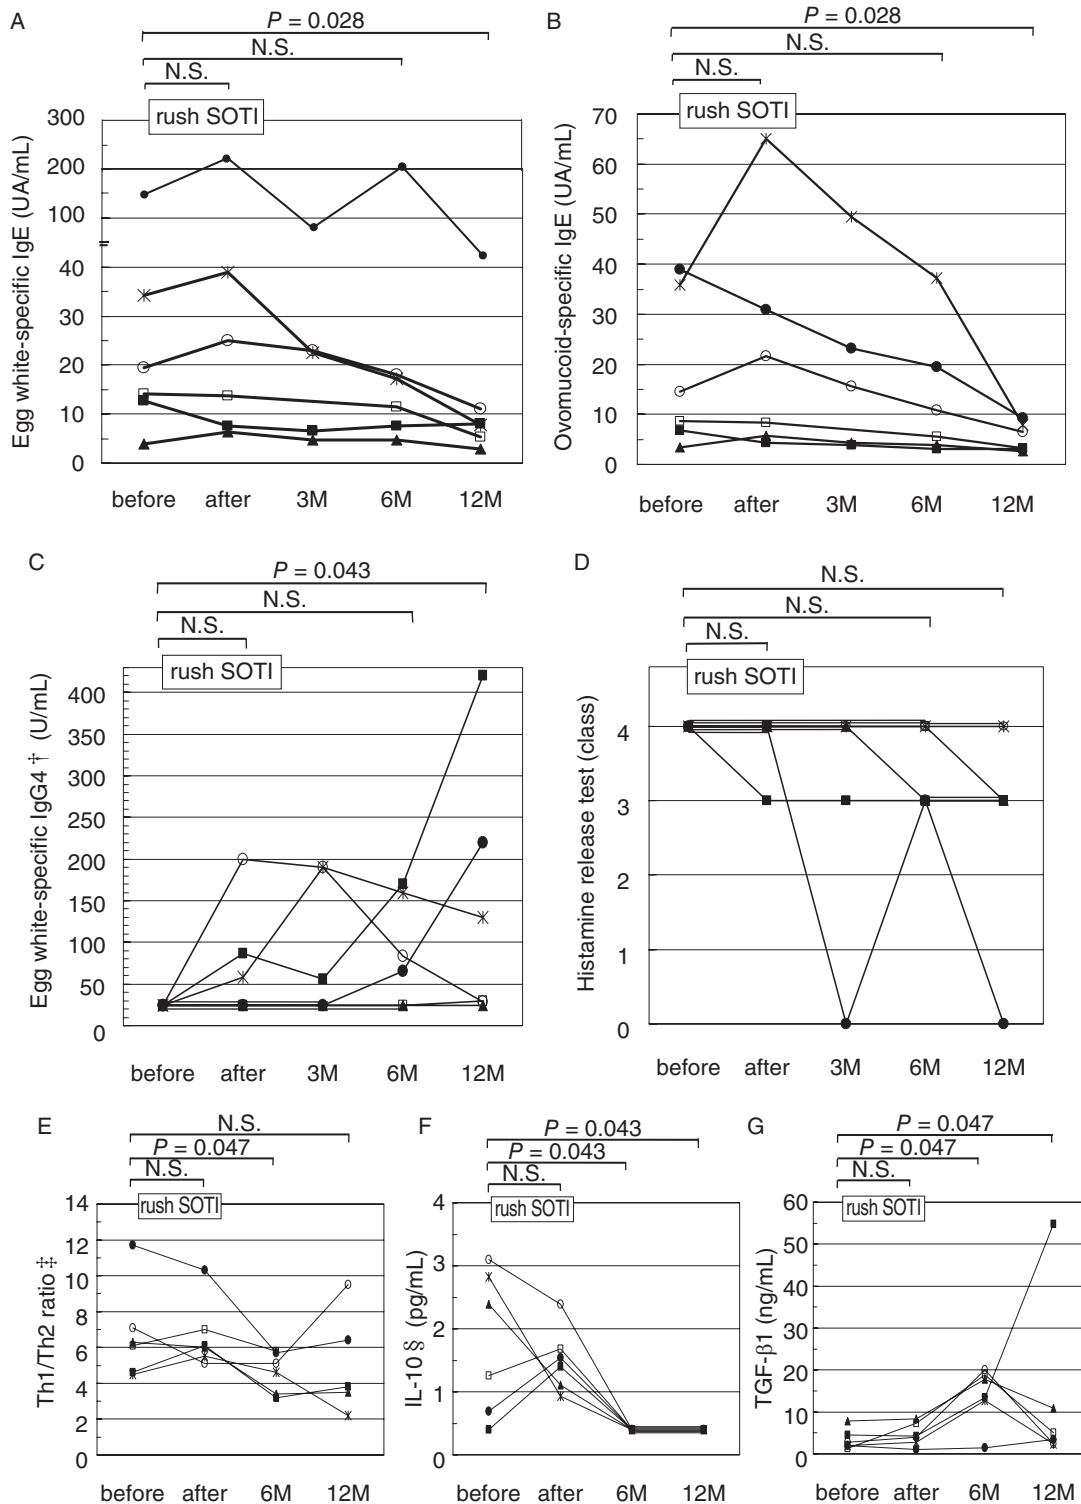 A
P = 0.028
N.S.
N.S.
rush SOTI
Egg white-specific IgE (UA/mL)
300
200
100
40
30
20
10
0
before after 3M 6M 12M
B
P = 0.028
N.S.
N.S.
rush SOTI
Ovomucoid-specific IgE (UA/mL)
70
60
50
40
30
20
10
0
before after 3M 6M 12M
C
P = 0.043
N.S.
N.S.
rush SOTI
Egg white-specific IgG4 † (U/mL)
400
350
300
250
200
150
100
50
0
before after 3M 6M 12M
D
N.S.
N.S.
N.S.
rush SOTI
Histamine release test (class)
4
3
2
1
0
before after 3M 6M 12M
E
N.S.
P = 0.047
N.S.
rush SOTI
Th1/Th2 ratio ‡
14
12
10
8
6
4
2
0
before after 6M 12M
F
P = 0.043
P = 0.043
N.S.
rush SOTI
IL-10 § (pg/mL)
4
3
2
1
0
before after 6M 12M
G
P = 0.047
P = 0.047
N.S.
rush SOTI
TGF-β1 (ng/mL)
60
50
40
30
20
10
0
before after 6M 12M